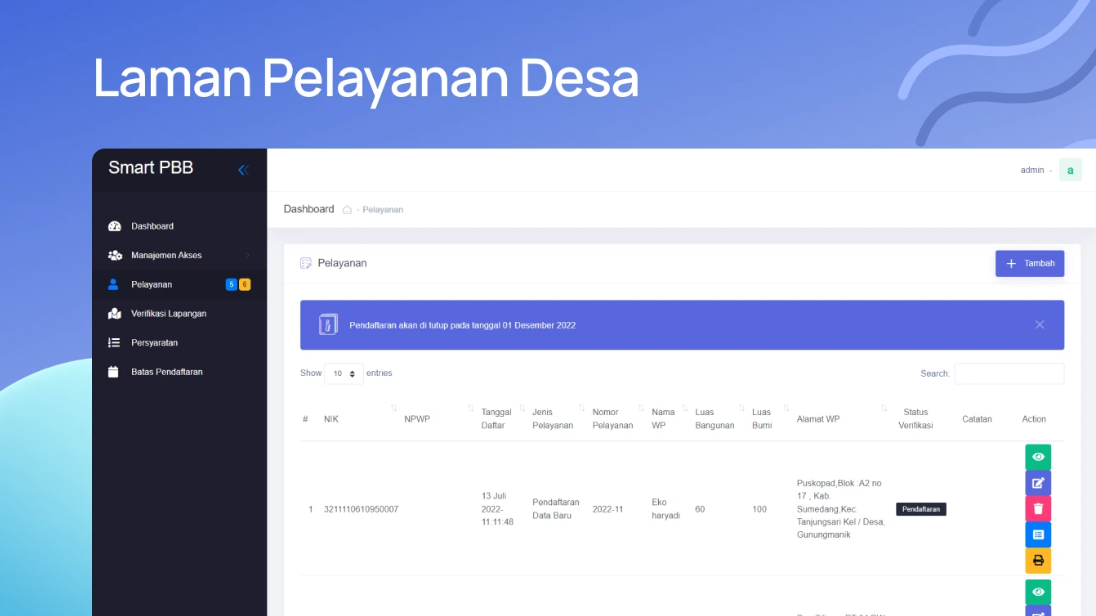 Laman Pelayanan Desa
Smart PBB
admin
a
Dashboard
Manajemen Akses
Pelayanan 5 6
Verifikasi Lapangan
Persyaratan
Batas Pendaftaran
Dashboard - Pelayanan
Pelayanan
+ Tambah
Pendaftaran akan di tutup pada tanggal 01 Desember 2022
Show 10 entries
Search:
# NIK NPWP Tanggal Daftar Jenis Pelayanan Nomor Pelayanan Nama WP Luas Bangunan Luas Bumi Alamat WP Status Verifikasi Catatan Action
1 3211110610950007
13 Juli
2022-
11:11:48
Pendaftaran
Data Baru
2022-11
Eko
haryadi
60
100
Puskopad,Blok :A2 no
17 , Kab
Sumedang,Kec.
Tanjungsari Kel / Desa,
Gunungmanik
Pendaftaran